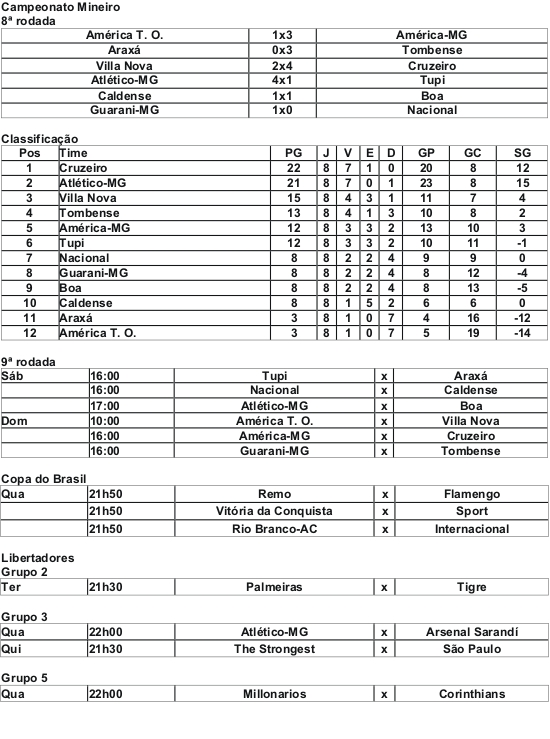 Campeonato Mineiro
8ª rodada
América T. O. 1x3 América-MG
Araxá 0x3 Tombense
Villa Nova 2x4 Cruzeiro
Atlético-MG 4x1 Tupi
Caldense 1x1 Boa
Guarani-MG 1x0 Nacional
Classificação
Pos Time PG J V E D GP GC SG
1 Cruzeiro 22 8 7 1 0 20 8 12
2 Atlético-MG 21 8 7 0 1 23 8 15
3 Villa Nova 15 8 4 3 1 11 7 4
4 Tombense 13 8 4 1 3 10 8 2
5 América-MG 12 8 3 3 2 13 10 3
6 Tupi 12 8 3 3 2 10 11 -1
7 Nacional 8 8 2 2 4 9 9 0
8 Guarani-MG 8 8 2 2 4 8 12 -4
9 Boa 8 8 2 2 4 8 13 -5
10 Caldense 8 8 1 5 2 6 6 0
11 Araxá 3 8 1 0 7 4 16 -12
12 América T. O. 3 8 1 0 7 5 19 -14
9ª rodada
Sáb 16:00 Tupi x Araxá
16:00 Nacional x Caldense
17:00 Atlético-MG x Boa
Dom 10:00 América T. O. x Villa Nova
16:00 América-MG x Cruzeiro
16:00 Guarani-MG x Tombense
Copa do Brasil
Qua 21h50 Remo x Flamengo
21h50 Vitória da Conquista x Sport
21h50 Rio Branco-AC x Internacional
Libertadores
Grupo 2
Ter 21h30 Palmeiras x Tigre
Grupo 3
Qua 22h00 Atlético-MG x Arsenal Sarandí
Qui 21h30 The Strongest x São Paulo
Grupo 5
Qua 22h00 Millonarios x Corinthians